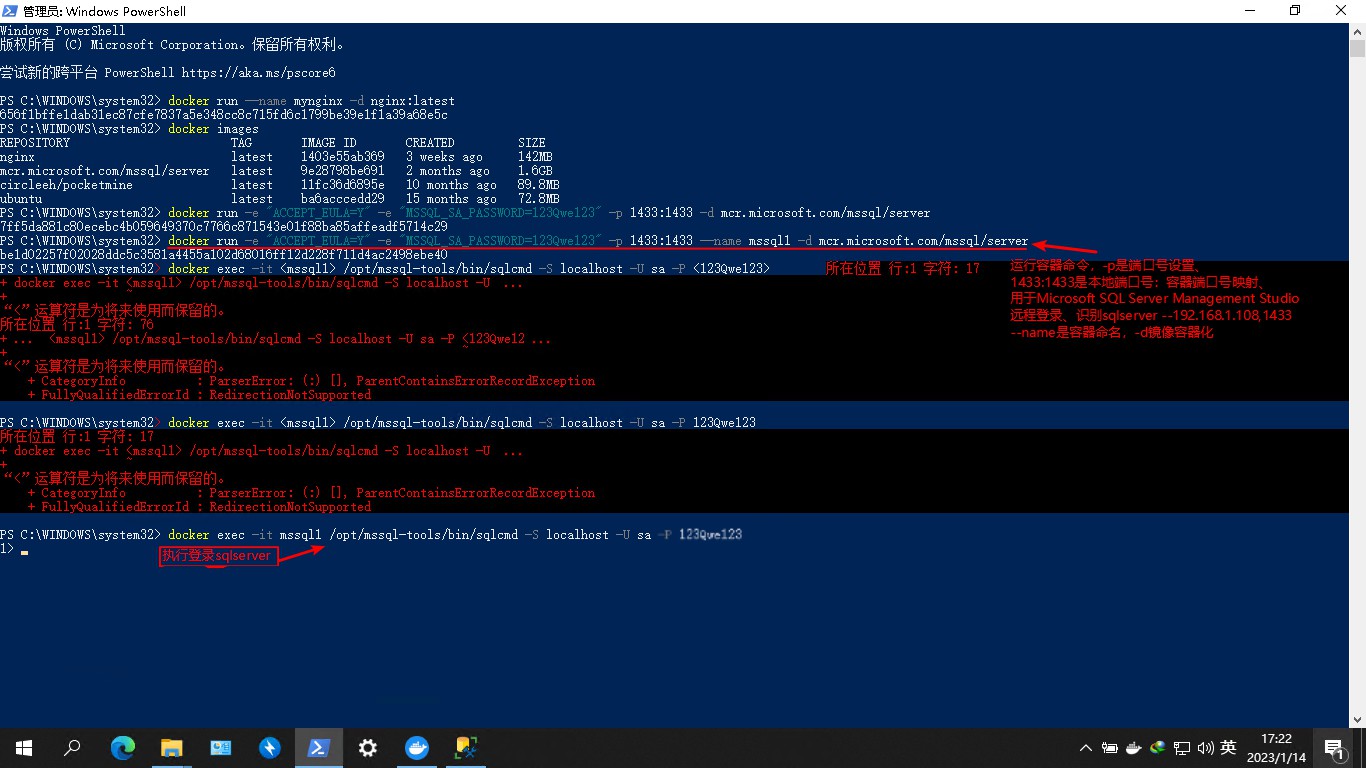 管理员: Windows PowerShell
Windows PowerShell
版权所有 (C) Microsoft Corporation。保留所有权利。
尝试新的跨平台 PowerShell https://aka.ms/pscore6
PS C:\WINDOWS\system32> docker run --name mynginx -d nginx:latest
656f1bffe1dab31ec87cfe7837a5e348cc8c715fd6c1799be39e1f1a39a68e5c
PS C:\WINDOWS\system32> docker images
REPOSITORY TAG IMAGE ID CREATED SIZE
nginx latest 1403e55ab369 3 weeks ago 142MB
mcr.microsoft.com/mssql/server latest 9e28798be691 2 months ago 1.6GB
circleeh/pocketmine latest 11fc36d6895e 10 months ago 89.8MB
ubuntu latest ba6acccedd29 15 months ago 72.8MB
PS C:\WINDOWS\system32> docker run -e "ACCEPT_EULA=Y" -e "MSSQL_SA_PASSWORD=123Qwe123" -p 1433:1433 -d mcr.microsoft.com/mssql/server
7ff5da881c80ecebc4b059649370c7766c871543e01f88ba85affeadf5714c29
PS C:\WINDOWS\system32> docker run -e "ACCEPT_EULA=Y" -e "MSSQL_SA_PASSWORD=123Qwe123" -p 1433:1433 --name mssql1 -d mcr.microsoft.com/mssql/server
be1d02257f02028ddc5c3581a4455a102d68016ff12d228f711d4ac2498ebe40
PS C:\WINDOWS\system32> docker exec -it <mssql1> /opt/mssql-tools/bin/sqlcmd -S localhost -U sa -P <123Qwe123>
所在位置 行:1 字符: 17
+ docker exec -it <mssql1> /opt/mssql-tools/bin/sqlcmd -S localhost -U ...
+ ~
“<”运算符是为将来使用而保留的。
所在位置 行:1 字符: 76
+ ... <mssql1> /opt/mssql-tools/bin/sqlcmd -S localhost -U sa -P <123Qwe12 ...
+ ~
“<”运算符是为将来使用而保留的。
+ CategoryInfo : ParserError: (:) [], ParentContainsErrorRecordException
+ FullyQualifiedErrorId : RedirectionNotSupported
运行容器命令，-p是端口号设置、
1433:1433是本地端口号：容器端口号映射、
用于Microsoft SQL Server Management Studio
远程登录、识别sqlserver --192.168.1.108,1433
--name是容器命名，-d镜像容器化
PS C:\WINDOWS\system32> docker exec -it <mssql1> /opt/mssql-tools/bin/sqlcmd -S localhost -U sa -P 123Qwe123
所在位置 行:1 字符: 17
+ docker exec -it <mssql1> /opt/mssql-tools/bin/sqlcmd -S localhost -U ...
+ ~
“<”运算符是为将来使用而保留的。
+ CategoryInfo : ParserError: (:) [], ParentContainsErrorRecordException
+ FullyQualifiedErrorId : RedirectionNotSupported
PS C:\WINDOWS\system32> docker exec -it mssql1 /opt/mssql-tools/bin/sqlcmd -S localhost -U sa -P 123Qwe123
1>
执行登录sqlserver
英
17:22
2023/1/14
1